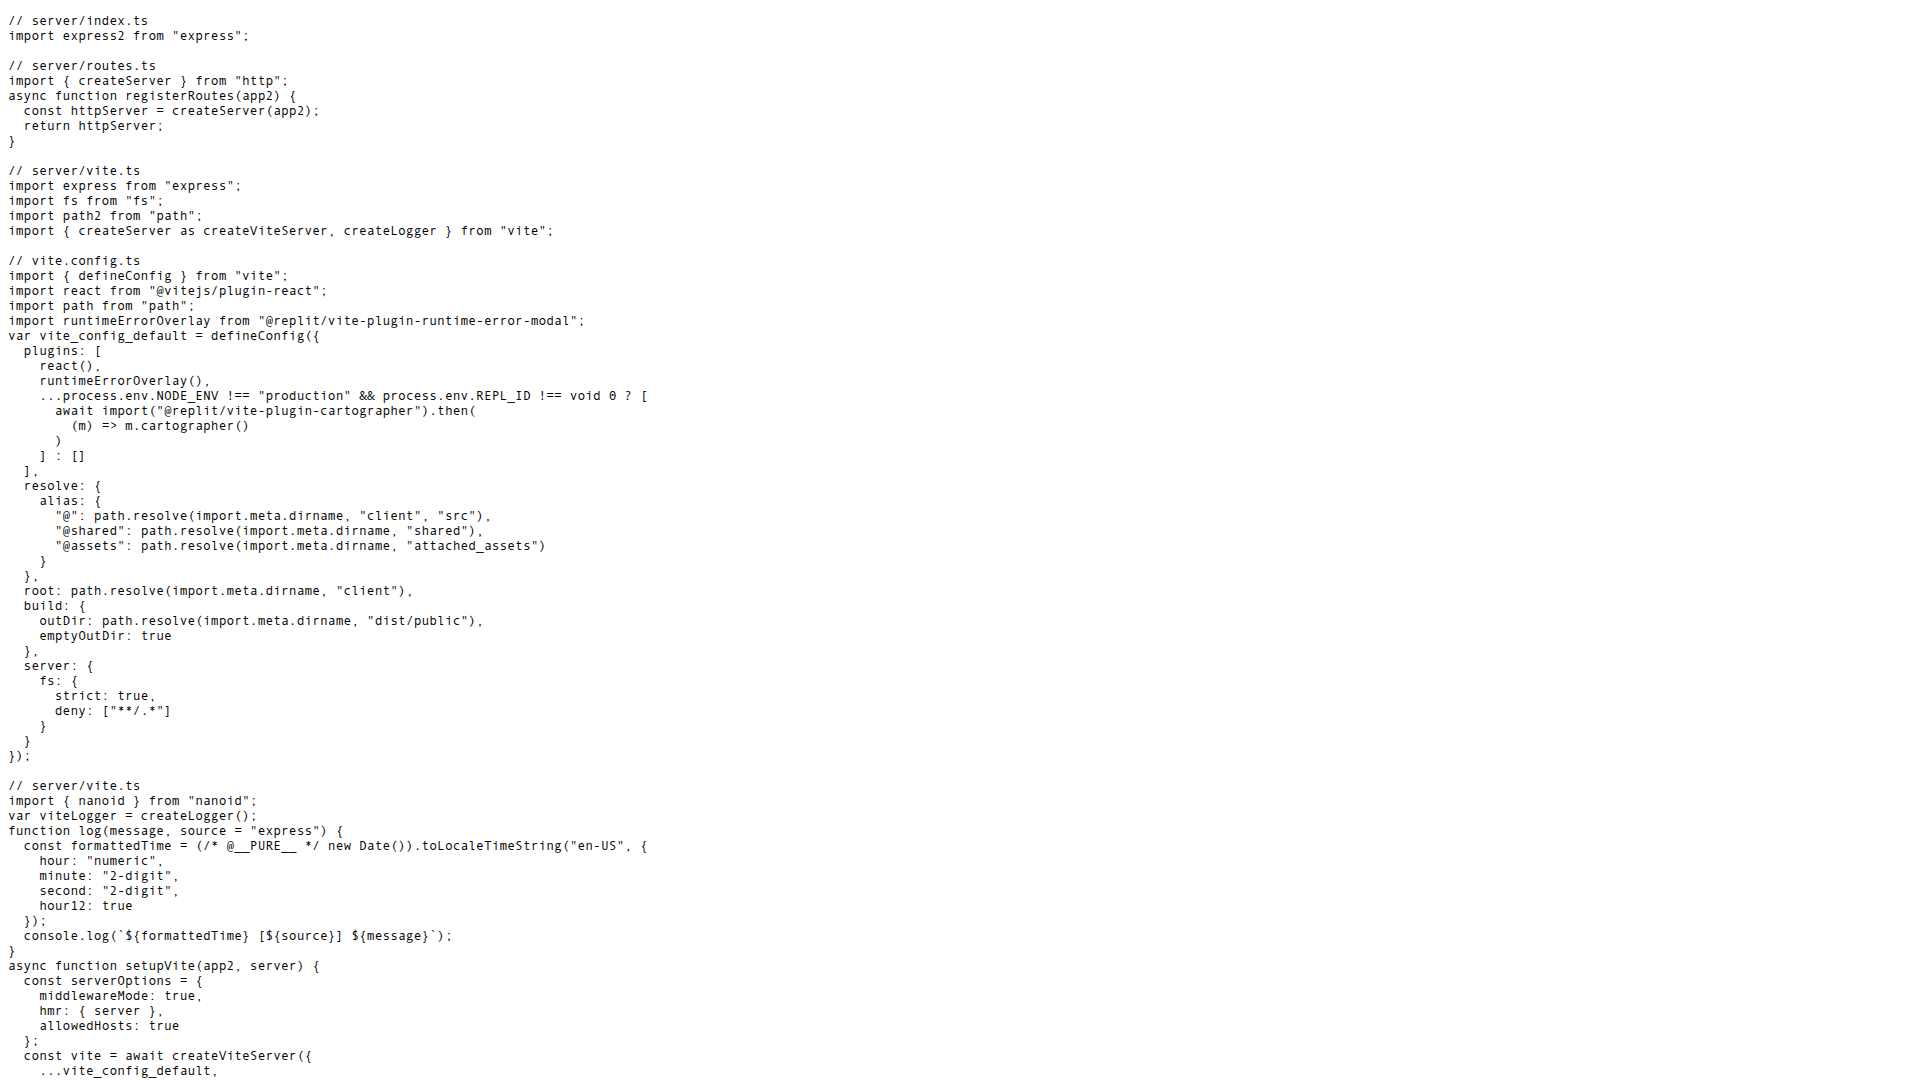 // server/index.ts
import express2 from "express";

// server/routes.ts
import { createServer } from "http";
async function registerRoutes(app2) {
  const httpServer = createServer(app2);
  return httpServer;
}

// server/vite.ts
import express from "express";
import fs from "fs";
import path2 from "path";
import { createServer as createViteServer, createLogger } from "vite";

// vite.config.ts
import { defineConfig } from "vite";
import react from "@vitejs/plugin-react";
import path from "path";
import runtimeErrorOverlay from "@replit/vite-plugin-runtime-error-modal";
var vite_config_default = defineConfig({
  plugins: [
    react(),
    runtimeErrorOverlay(),
    ...process.env.NODE_ENV !== "production" && process.env.REPL_ID !== void 0 ? [
      await import("@replit/vite-plugin-cartographer").then(
        (m) => m.cartographer()
      )
    ] : []
  ],
  resolve: {
    alias: {
      "@": path.resolve(import.meta.dirname, "client", "src"),
      "@shared": path.resolve(import.meta.dirname, "shared"),
      "@assets": path.resolve(import.meta.dirname, "attached_assets")
    }
  },
  root: path.resolve(import.meta.dirname, "client"),
  build: {
    outDir: path.resolve(import.meta.dirname, "dist/public"),
    emptyOutDir: true
  },
  server: {
    fs: {
      strict: true,
      deny: ["**/.*"]
    }
  }
});

// server/vite.ts
import { nanoid } from "nanoid";
var viteLogger = createLogger();
function log(message, source = "express") {
  const formattedTime = (/* @__PURE__ */ new Date()).toLocaleTimeString("en-US", {
    hour: "numeric",
    minute: "2-digit",
    second: "2-digit",
    hour12: true
  });
  console.log(`${formattedTime} [${source}] ${message}`);
}
async function setupVite(app2, server) {
  const serverOptions = {
    middlewareMode: true,
    hmr: { server },
    allowedHosts: true
  };
  const vite = await createViteServer({
    ...vite_config_default,